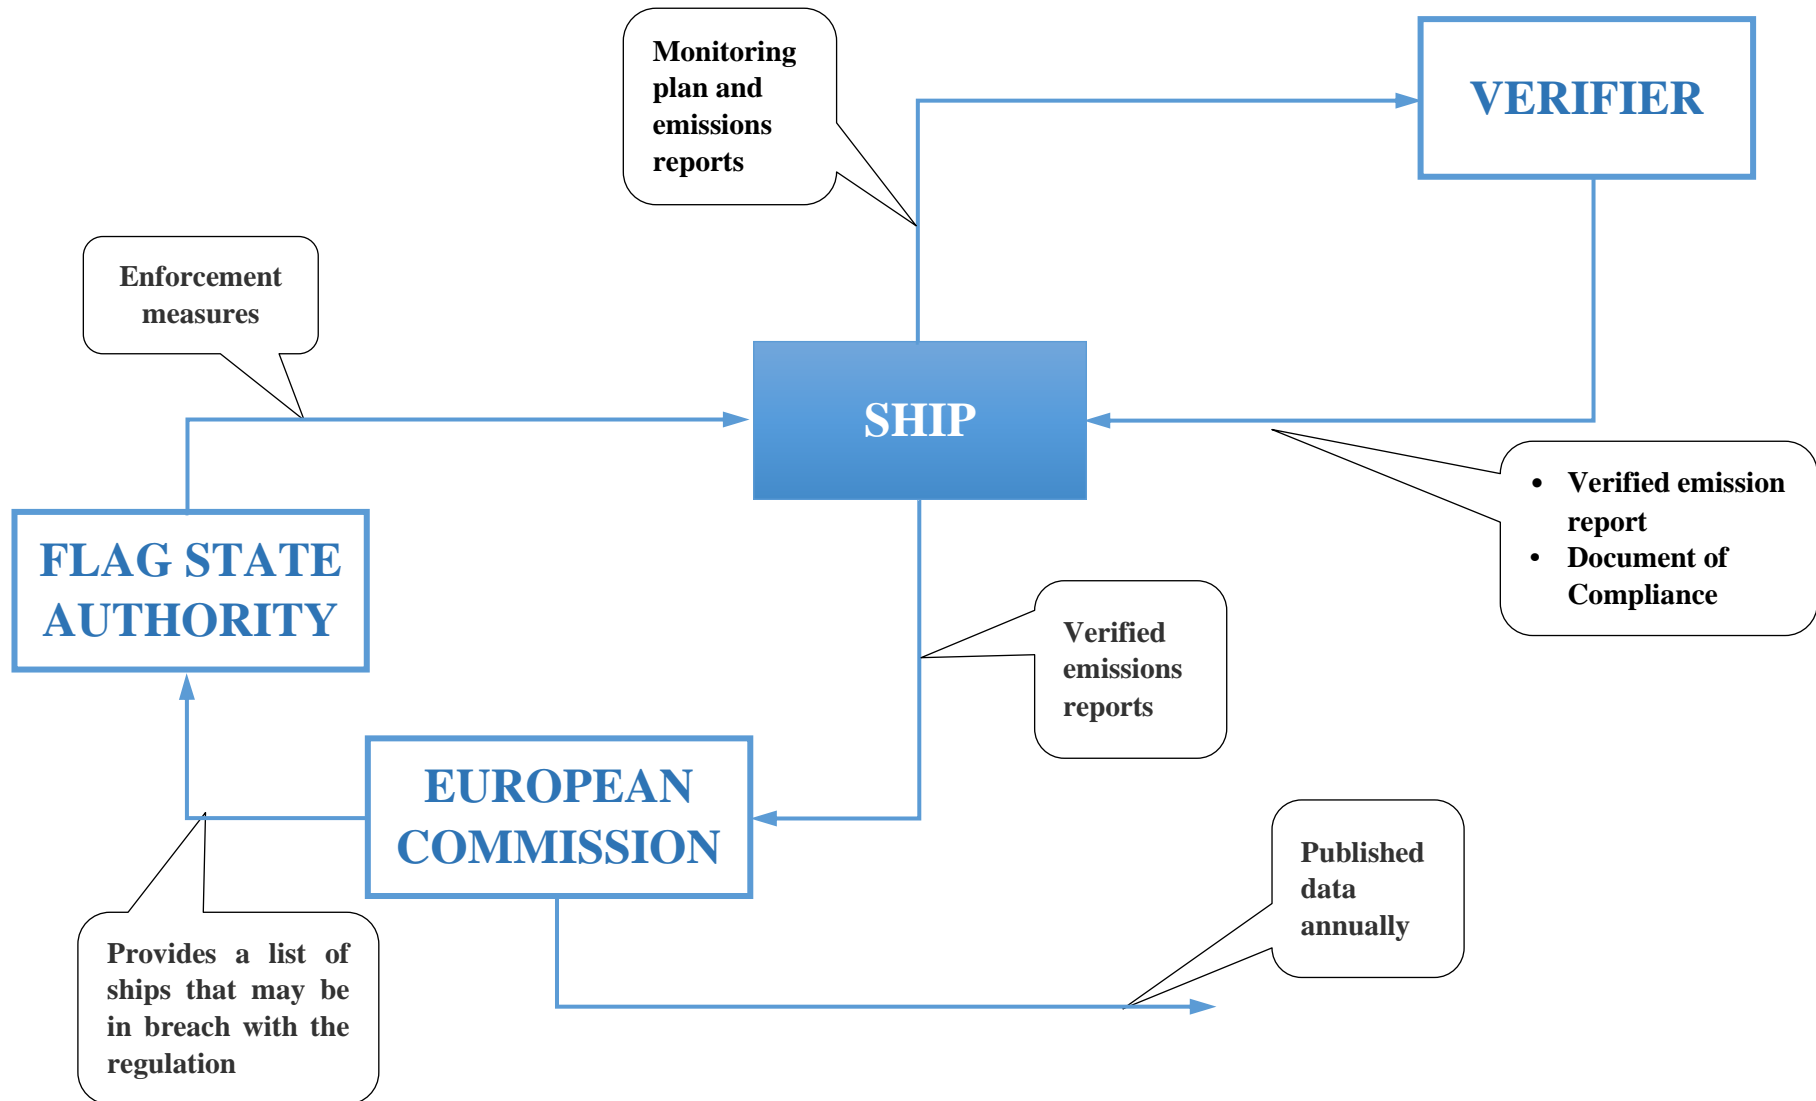 Monitoring
plan and
emissions
reports
VERIFIER
Enforcement
measures
SHIP
• Verified emission
report
• Document of
Compliance
FLAG STATE
AUTHORITY
Verified
emissions
reports
EUROPEAN
COMMISSION
Published
data
annually
Provides a list of
ships that may be
in breach with the
regulation